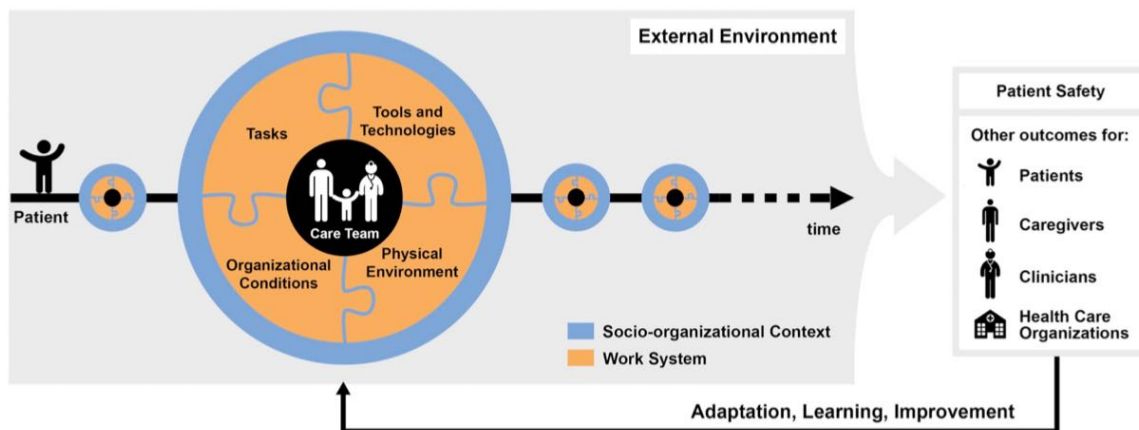 External Environment
Tasks
Tools and
Technologies
Care Team
Organizational
Conditions
Physical
Environment
Patient
time
Socio-organizational Context
Work System
Patient Safety
Other outcomes for:
Patients
Caregivers
Clinicians
Health Care
Organizations
Adaptation, Learning, Improvement